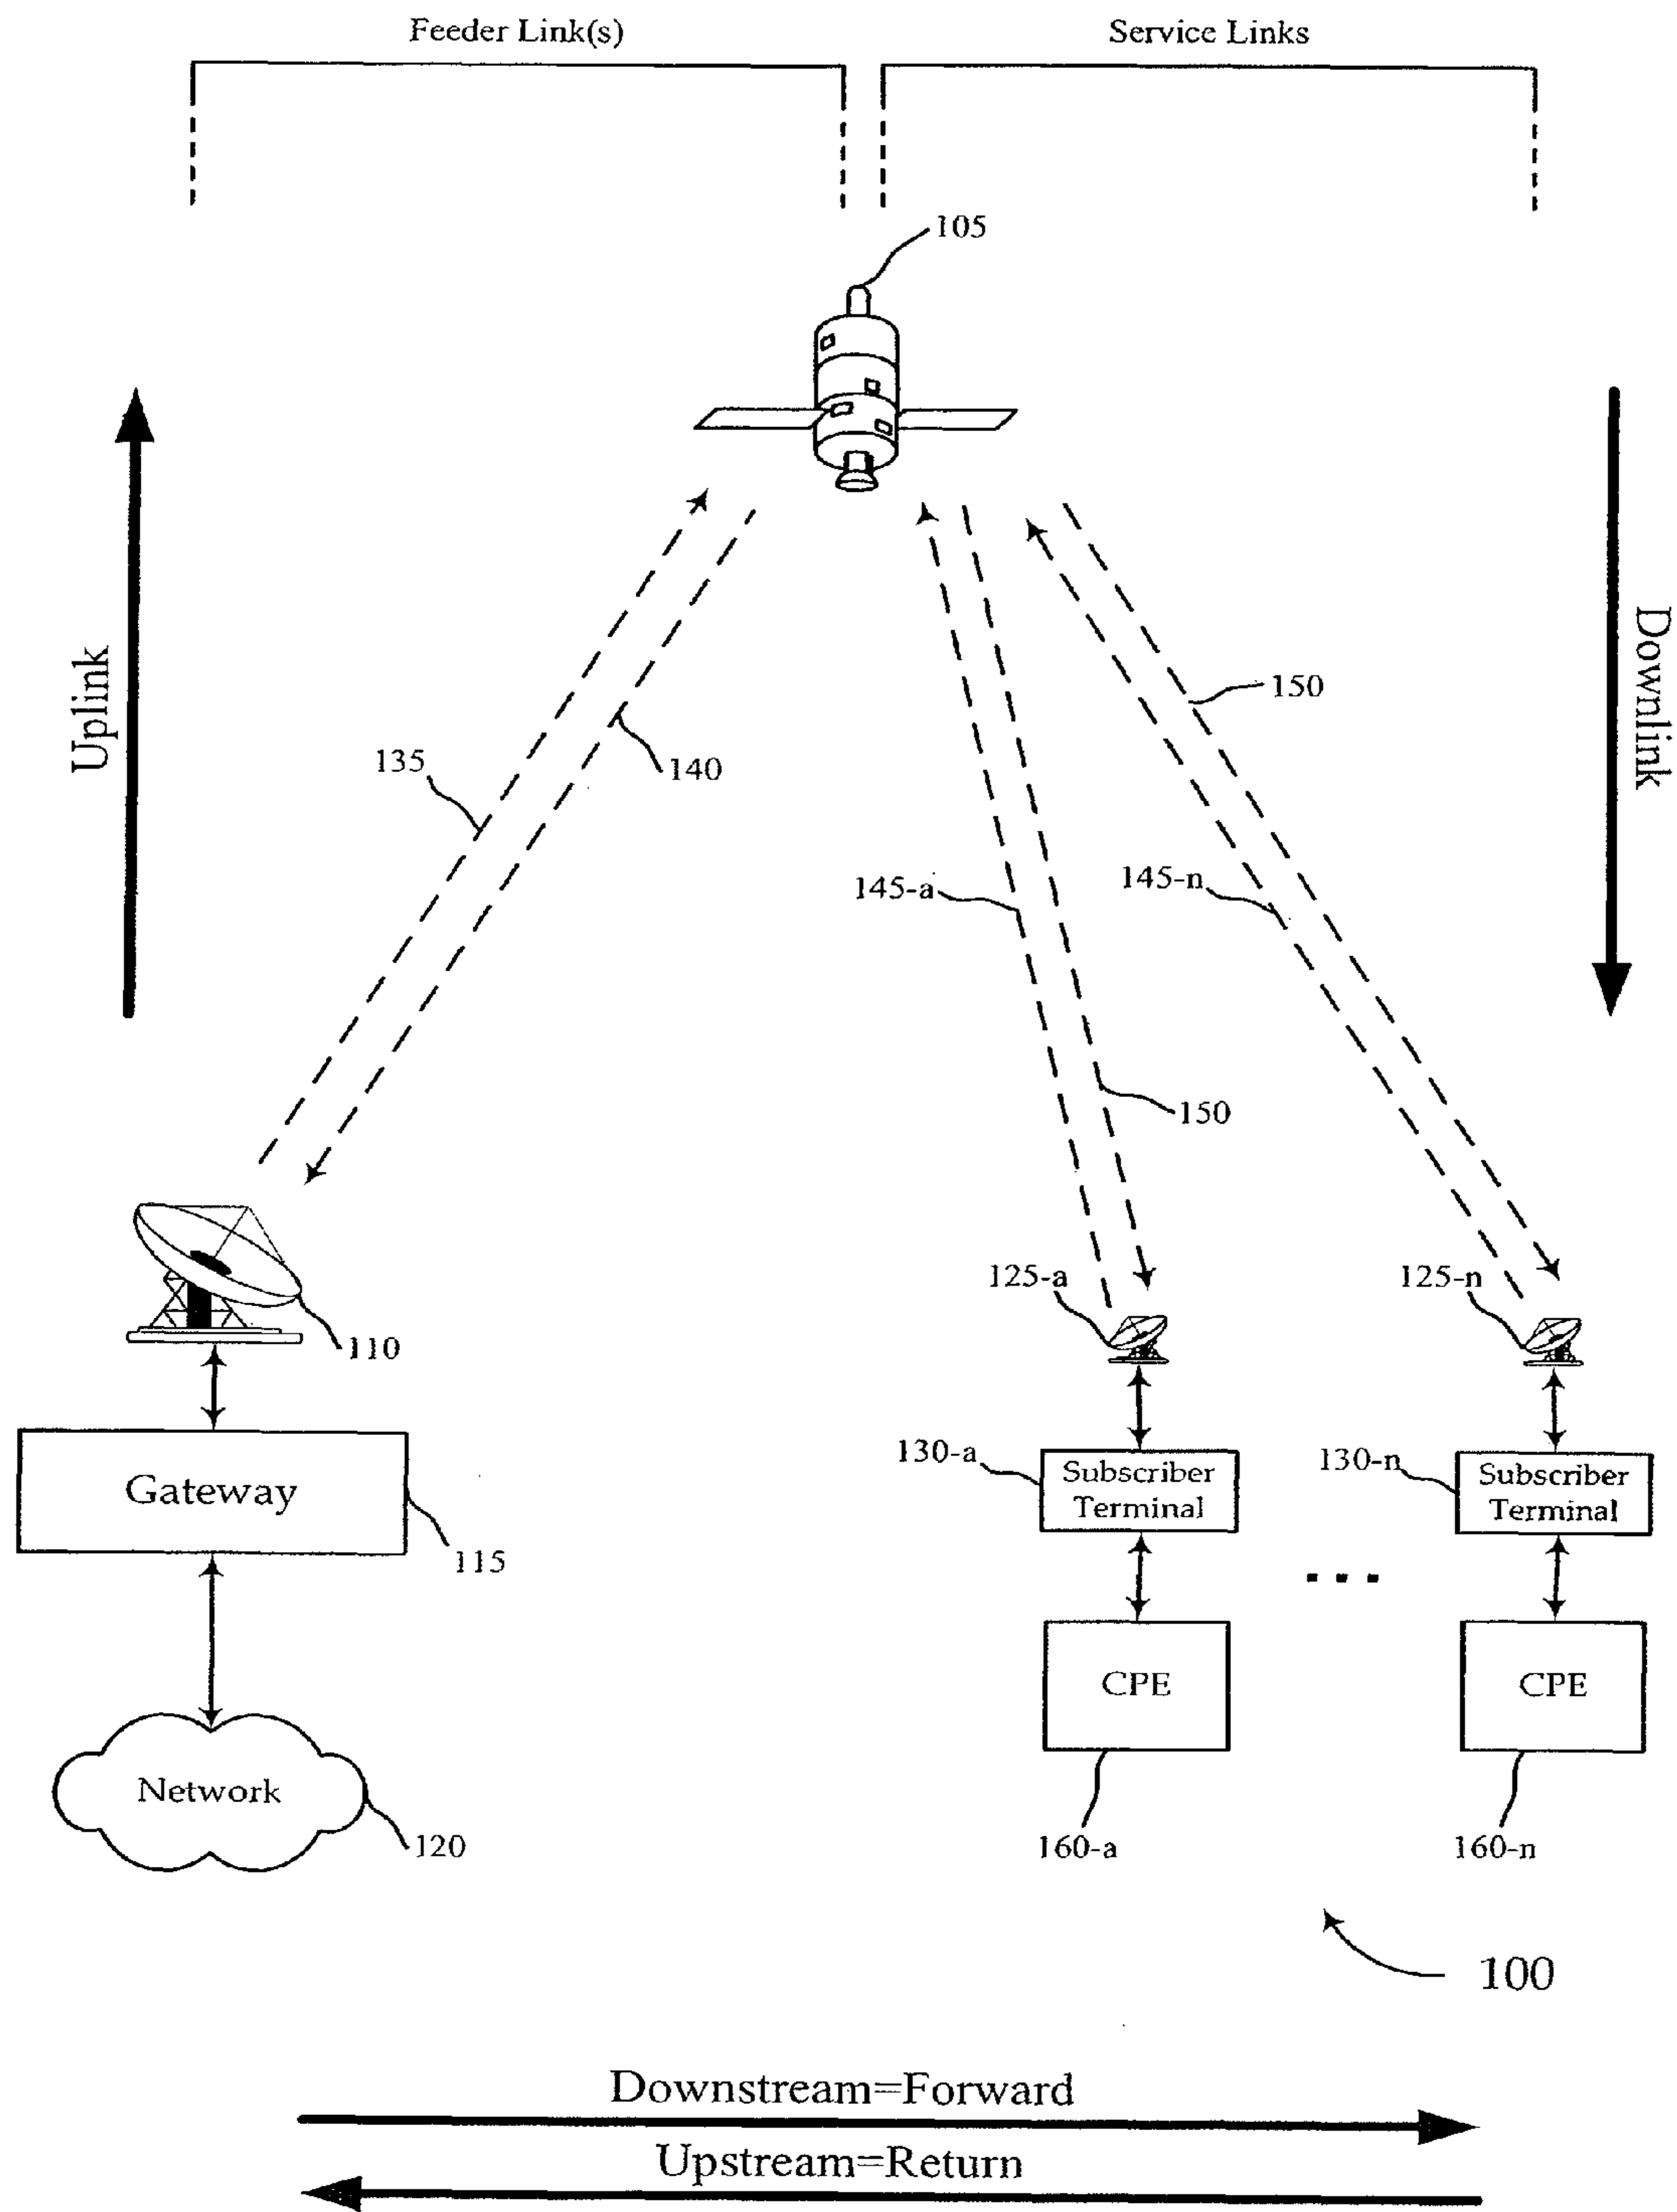 Feeder Link(s)
Service Links
105
Uplink
Downlink
150
135
140
145-a
145-n
150
125-a
125-n
110
130-a
Subscriber
Terminal
130-n
Subscriber
Terminal
Gateway
115
CPE
CPE
Network
120
160-a
160-n
100
Downstream=Forward
Upstream=Return